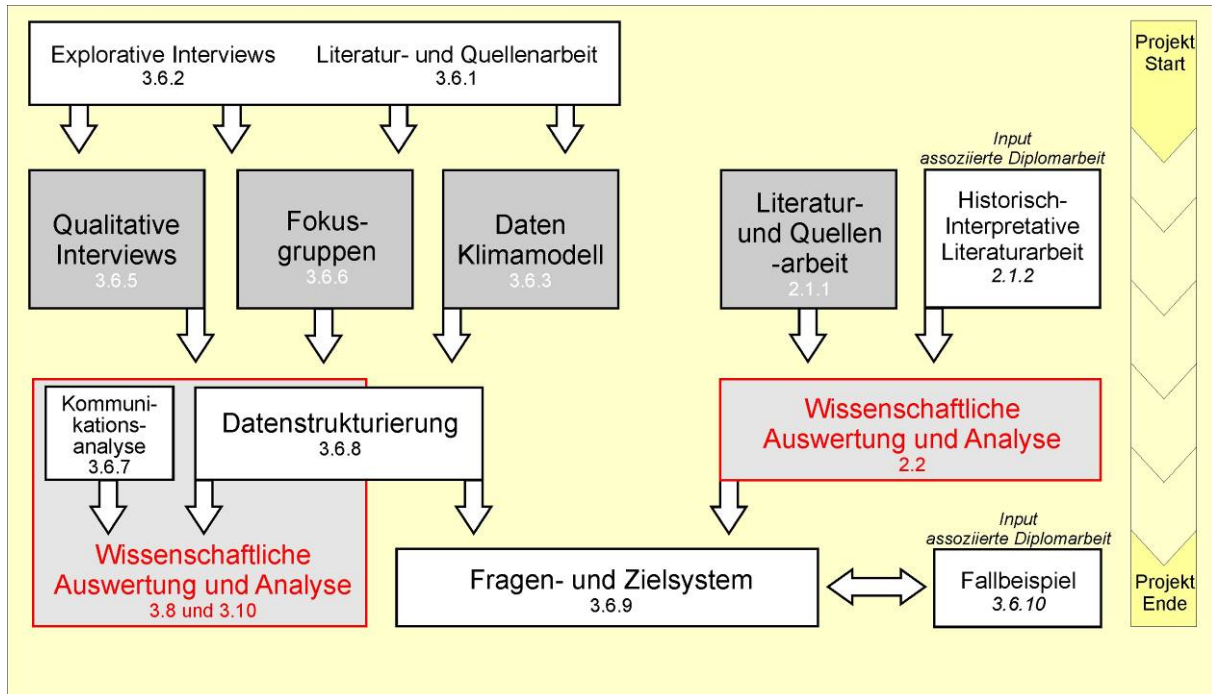 Explorative Interviews
3.6.2
Literatur- und Quellenarbeit
3.6.1
Projekt
Start
Qualitative
Interviews
3.6.5
Fokus-
gruppen
3.6.6
Daten
Klimamodell
3.6.3
Literatur-
und Quellen
-arbeit
2.1.1
Input
assoziierte Diplomarbeit
Historisch-
Interpretative
Literaturarbeit
2.1.2
Kommuni-
kations-
analyse
3.6.7
Datenstrukturierung
3.6.8
Wissenschaftliche
Auswertung und Analyse
2.2
Wissenschaftliche
Auswertung und Analyse
3.8 und 3.10
Fragen- und Zielsystem
3.6.9
Input
assoziierte Diplomarbeit
Fallbeispiel
3.6.10
Projekt
Ende